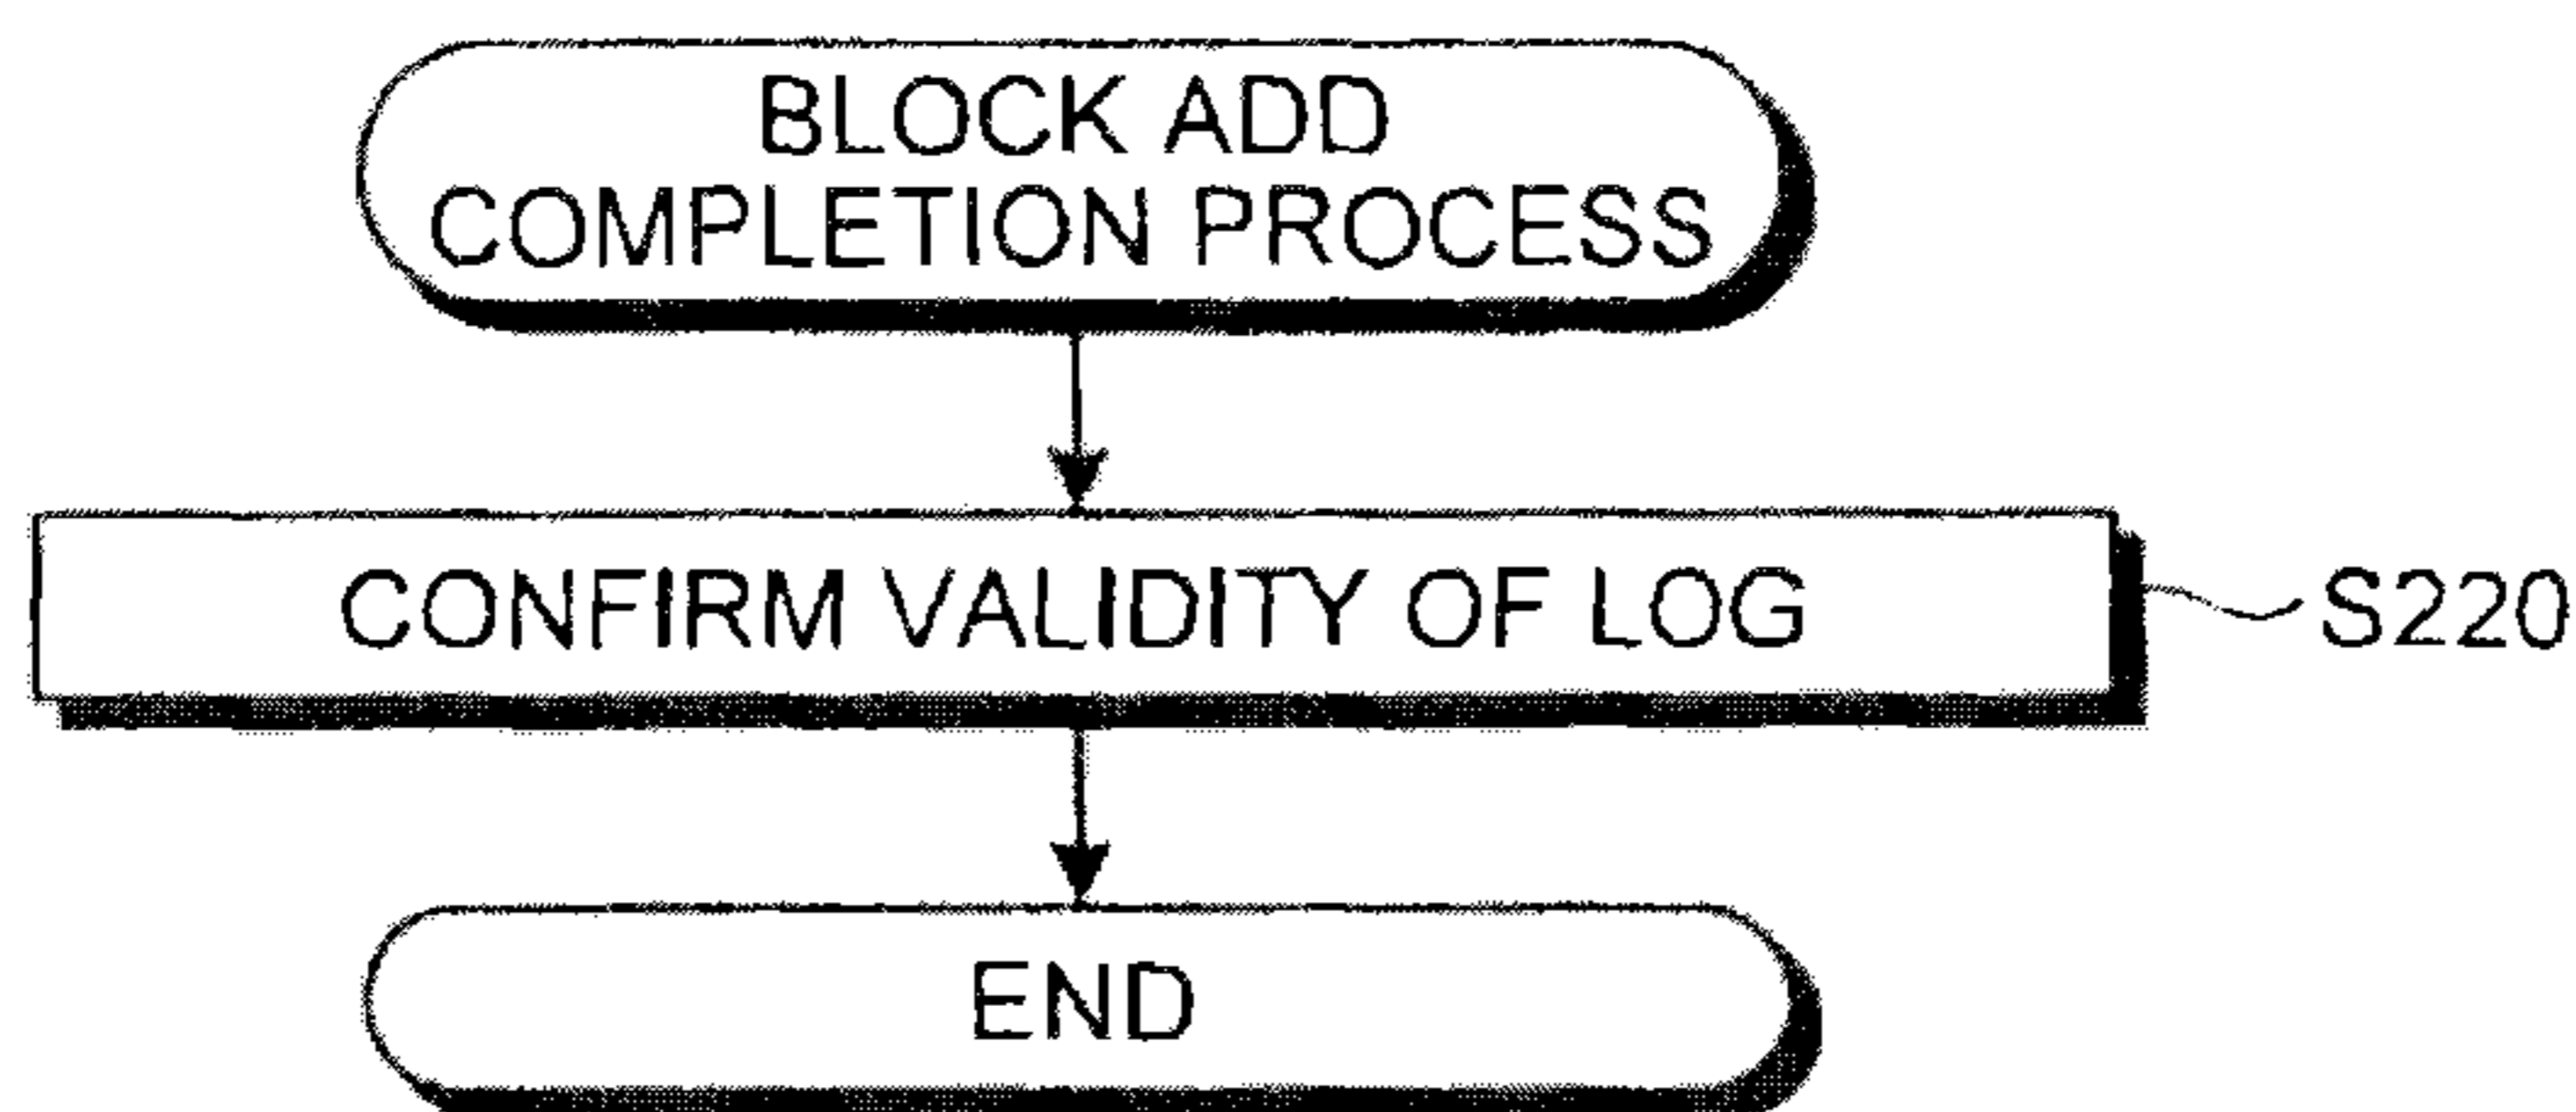 BLOCK ADD
COMPLETION PROCESS
CONFIRM VALIDITY OF LOG
S220
END